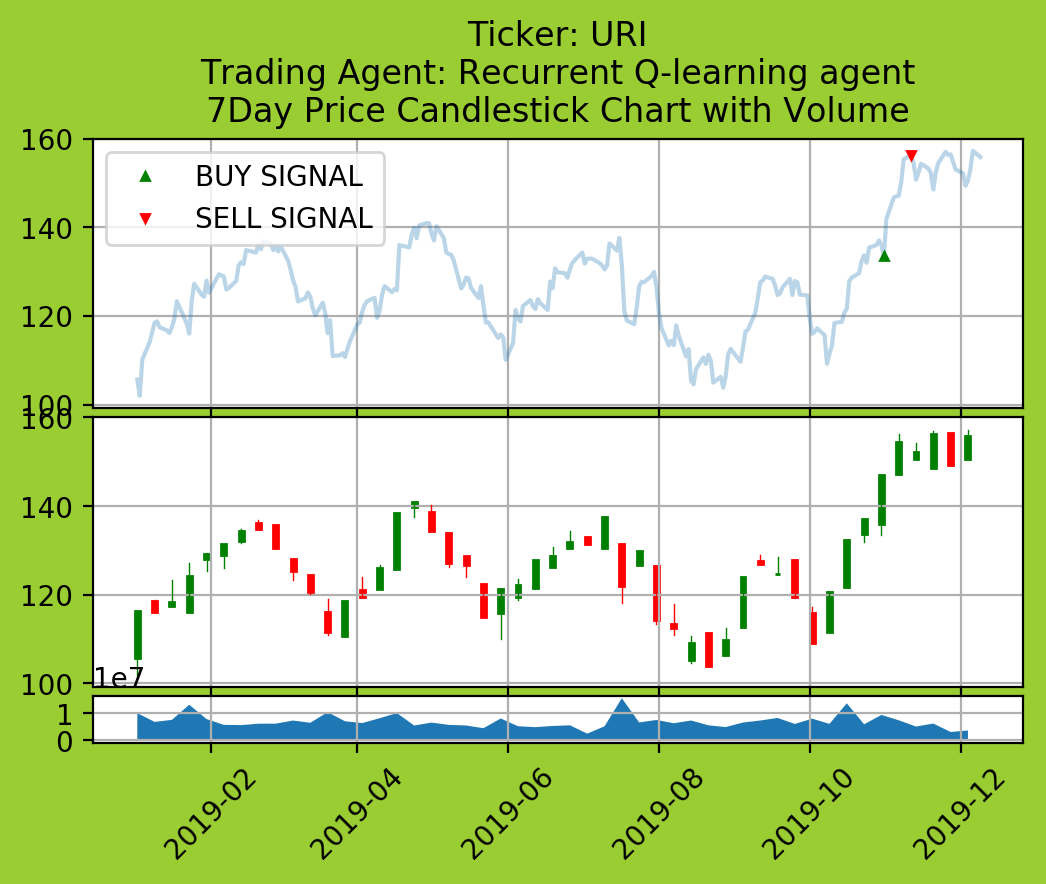 Ticker: URI
Trading Agent: Recurrent Q-learning agent
7Day Price Candlestick Chart with Volume
160
BUY SIGNAL
SELL SIGNAL
140
120
100
160
140
120
100
1e7
1
0
2019-02
2019-04
2019-06
2019-08
2019-10
2019-12